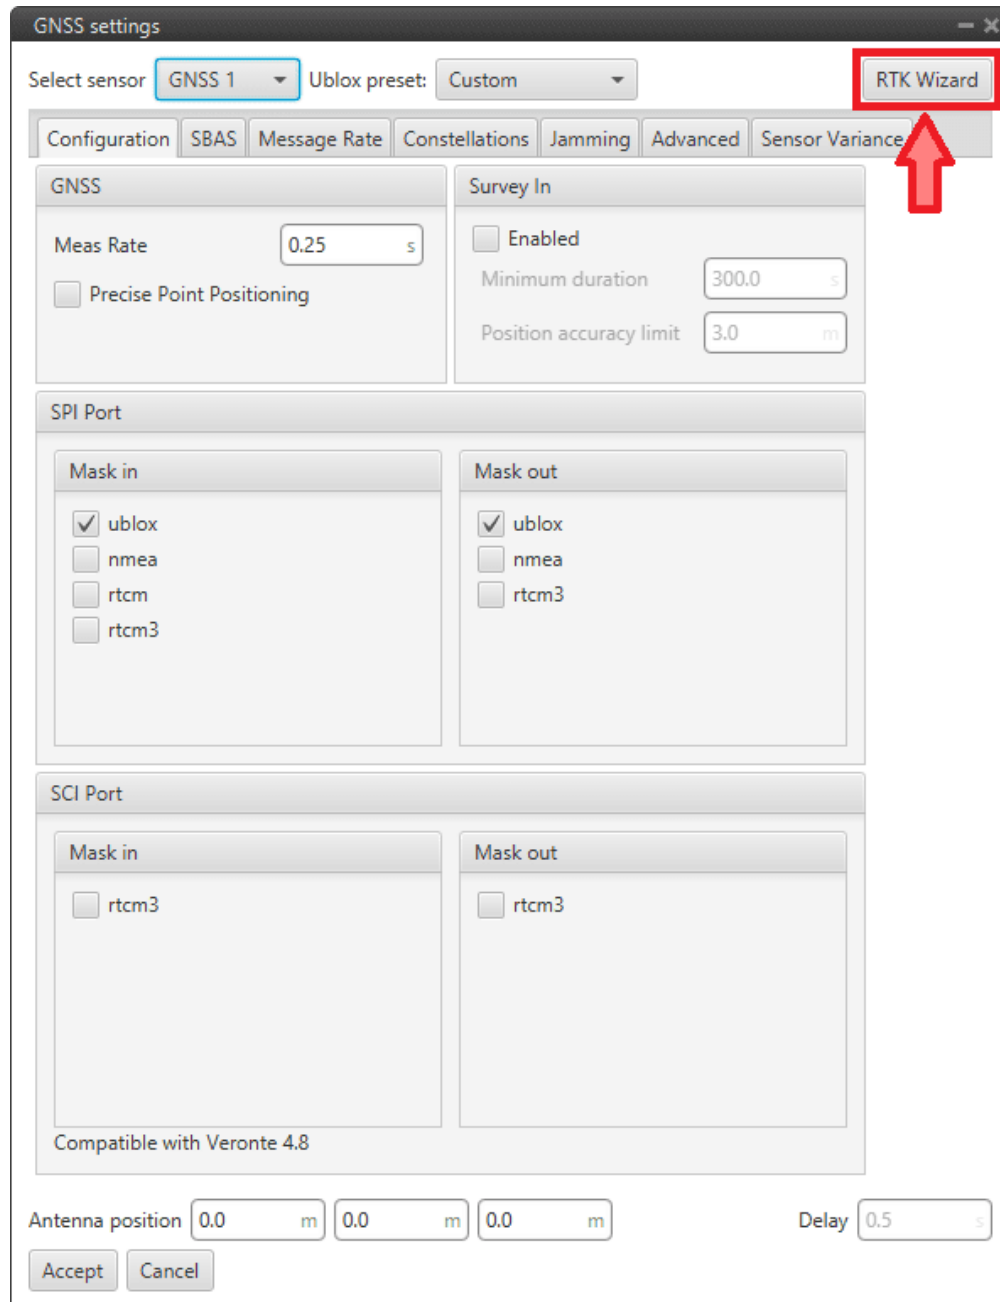 GNSS settings
Select sensor GNSS 1 Ublox preset: Custom RTK Wizard
Configuration SBAS Message Rate Constellations Jamming Advanced Sensor Variance
GNSS Survey In
Meas Rate 0.25 s Enabled
Minimum duration 300.0 s
Precise Point Positioning
Position accuracy limit 3.0 m
SPI Port
Mask in Mask out
ublox ublox
nmea nmea
rtcm rtcm3
rtcm3
SCI Port
Mask in Mask out
rtcm3 rtcm3
Compatible with Veronte 4.8
Antenna position 0.0 m 0.0 m 0.0 m Delay 0.5 s
Accept Cancel